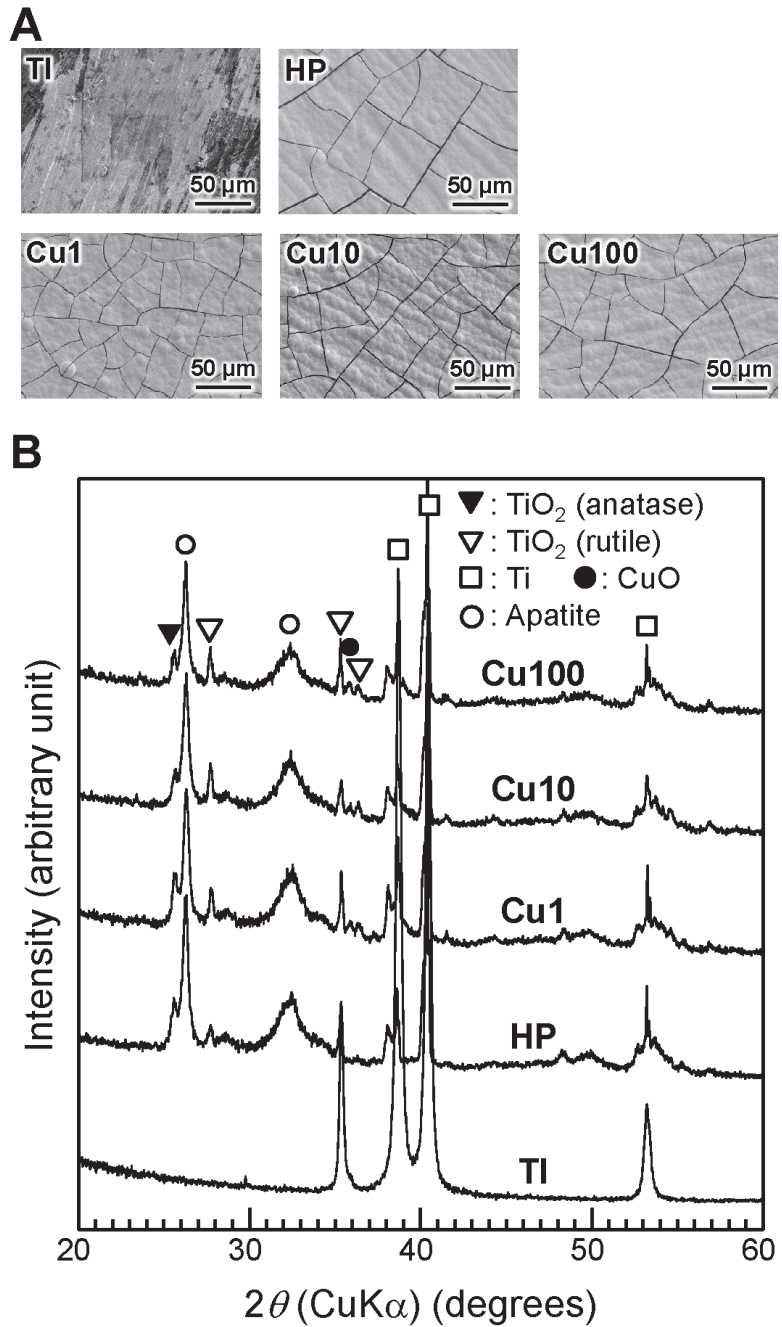 A
TI
50 µm
HP
50 µm
Cu1
50 µm
Cu10
50 µm
Cu100
50 µm
B
▼ : TiO₂ (anatase)
▽ : TiO₂ (rutile)
□ : Ti ● : CuO
○ : Apatite
Cu100
Cu10
Cu1
HP
TI
Intensity (arbitrary unit)
20 30 40 50 60
2θ (CuKα) (degrees)